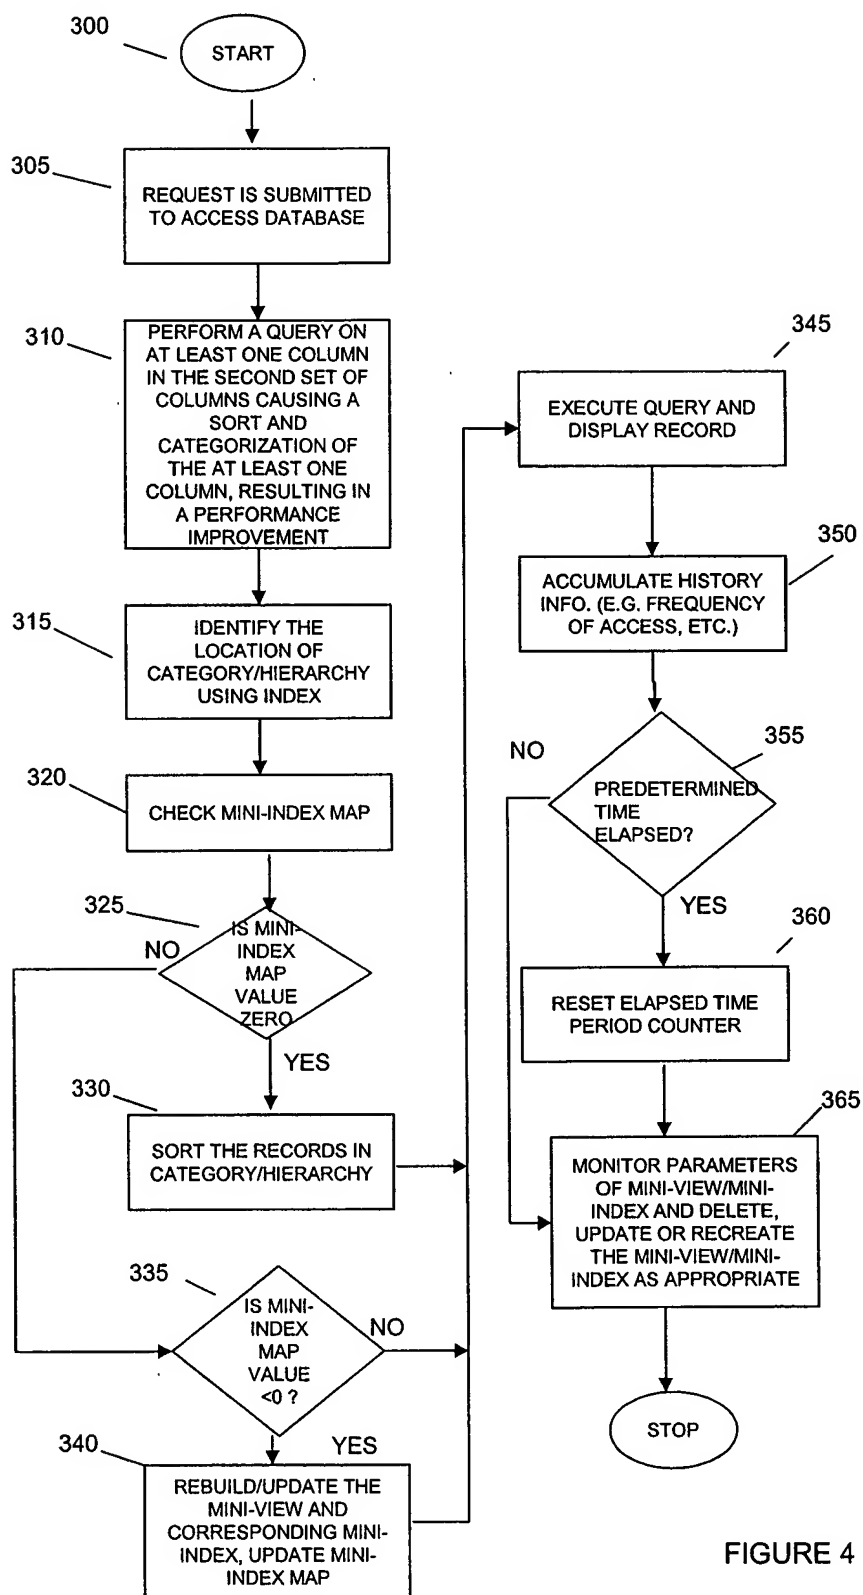 300
START
305
REQUEST IS SUBMITTED
TO ACCESS DATABASE
310
PERFORM A QUERY ON
AT LEAST ONE COLUMN
IN THE SECOND SET OF
COLUMNS CAUSING A
SORT AND
CATEGORIZATION OF
THE AT LEAST ONE
COLUMN, RESULTING IN
A PERFORMANCE
IMPROVEMENT
315
IDENTIFY THE
LOCATION OF
CATEGORY/HIERARCHY
USING INDEX
320
CHECK MINI-INDEX MAP
325
NO
IS MINI-
INDEX
MAP
VALUE
ZERO
YES
330
SORT THE RECORDS IN
CATEGORY/HIERARCHY
335
IS MINI-
INDEX
MAP
VALUE
<0 ?
NO
YES
340
REBUILD/UPDATE THE
MINI-VIEW AND
CORRESPONDING MINI-
INDEX, UPDATE MINI-
INDEX MAP
345
EXECUTE QUERY AND
DISPLAY RECORD
350
ACCUMULATE HISTORY
INFO. (E.G. FREQUENCY
OF ACCESS, ETC.)
355
NO
PREDETERMINED
TIME
ELAPSED?
YES
360
RESET ELAPSED TIME
PERIOD COUNTER
365
MONITOR PARAMETERS
OF MINI-VIEW/MINI-
INDEX AND DELETE,
UPDATE OR RECREATE
THE MINI-VIEW/MINI-
INDEX AS APPROPRIATE
STOP
FIGURE 4